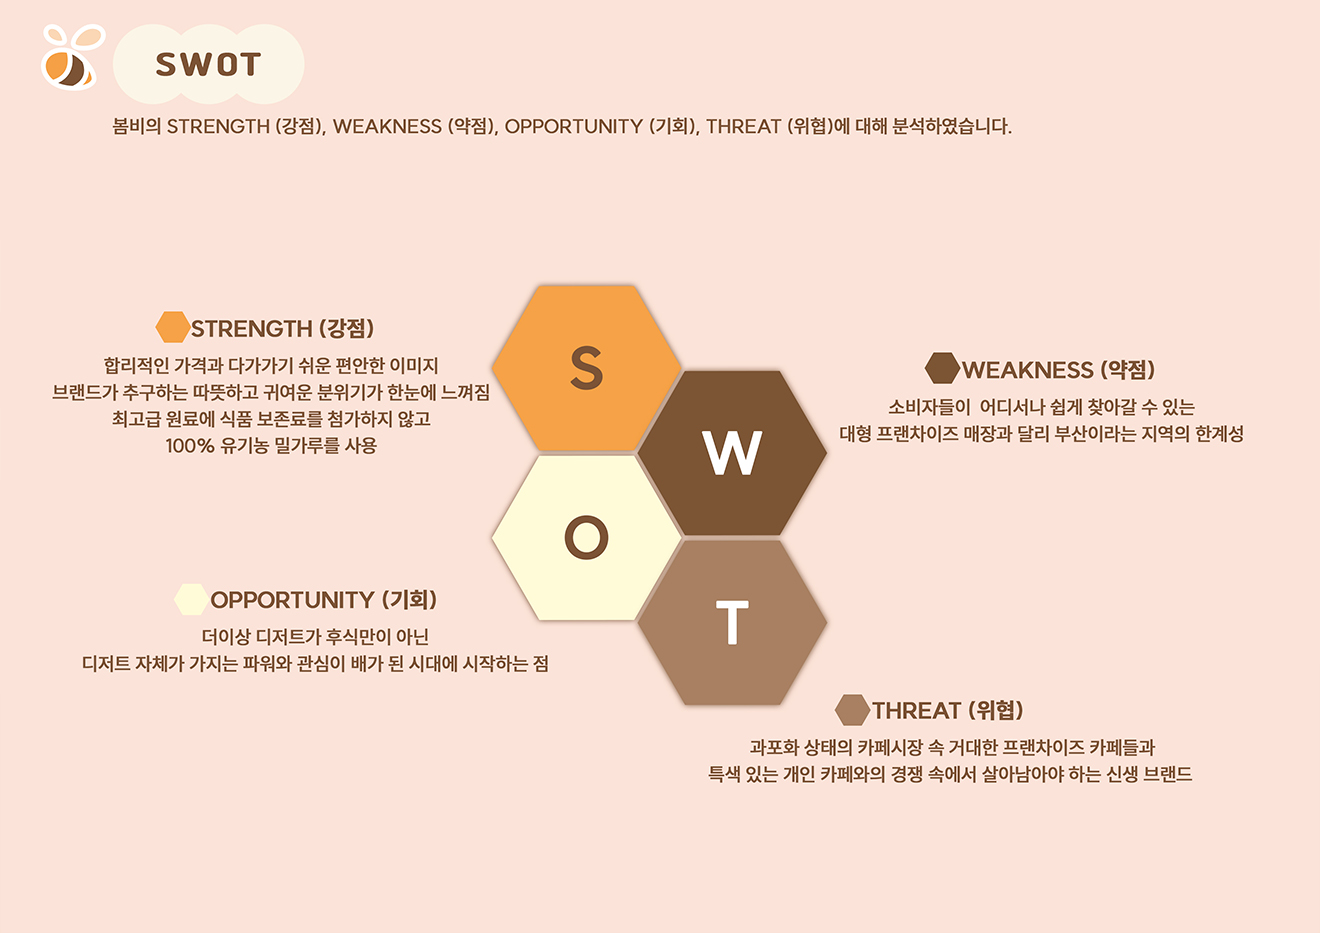 SWOT
봄비의 STRENGTH (강점), WEAKNESS (약점), OPPORTUNITY (기회), THREAT (위협)에 대해 분석하였습니다.
S
W
O
T
STRENGTH (강점)
합리적인 가격과 다가가기 쉬운 편안한 이미지
브랜드가 추구하는 따뜻하고 귀여운 분위기가 한눈에 느껴짐
최고급 원료에 식품 보존료를 첨가하지 않고
100% 유기농 밀가루를 사용
WEAKNESS (약점)
소비자들이 어디서나 쉽게 찾아갈 수 있는
대형 프랜차이즈 매장과 달리 부산이라는 지역의 한계성
OPPORTUNITY (기회)
더이상 디저트가 후식만이 아닌
디저트 자체가 가지는 파워와 관심이 배가 된 시대에 시작하는 점
THREAT (위협)
과포화 상태의 카페시장 속 거대한 프랜차이즈 카페들과
특색 있는 개인 카페와의 경쟁 속에서 살아남아야 하는 신생 브랜드